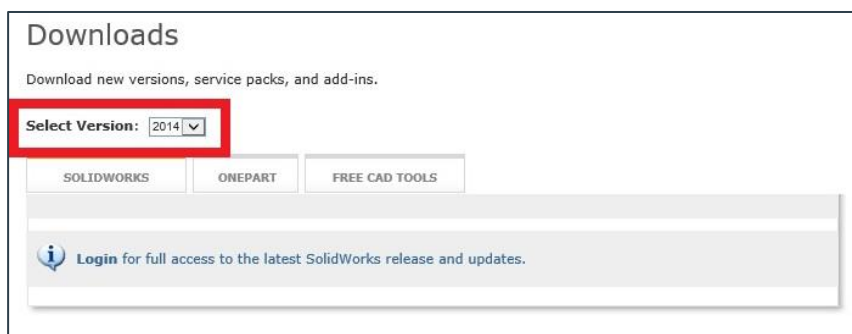 Downloads
Download new versions, service packs, and add-ins.
Select Version: 2014
SOLIDWORKS ONEPART FREE CAD TOOLS
Login for full access to the latest SolidWorks release and updates.